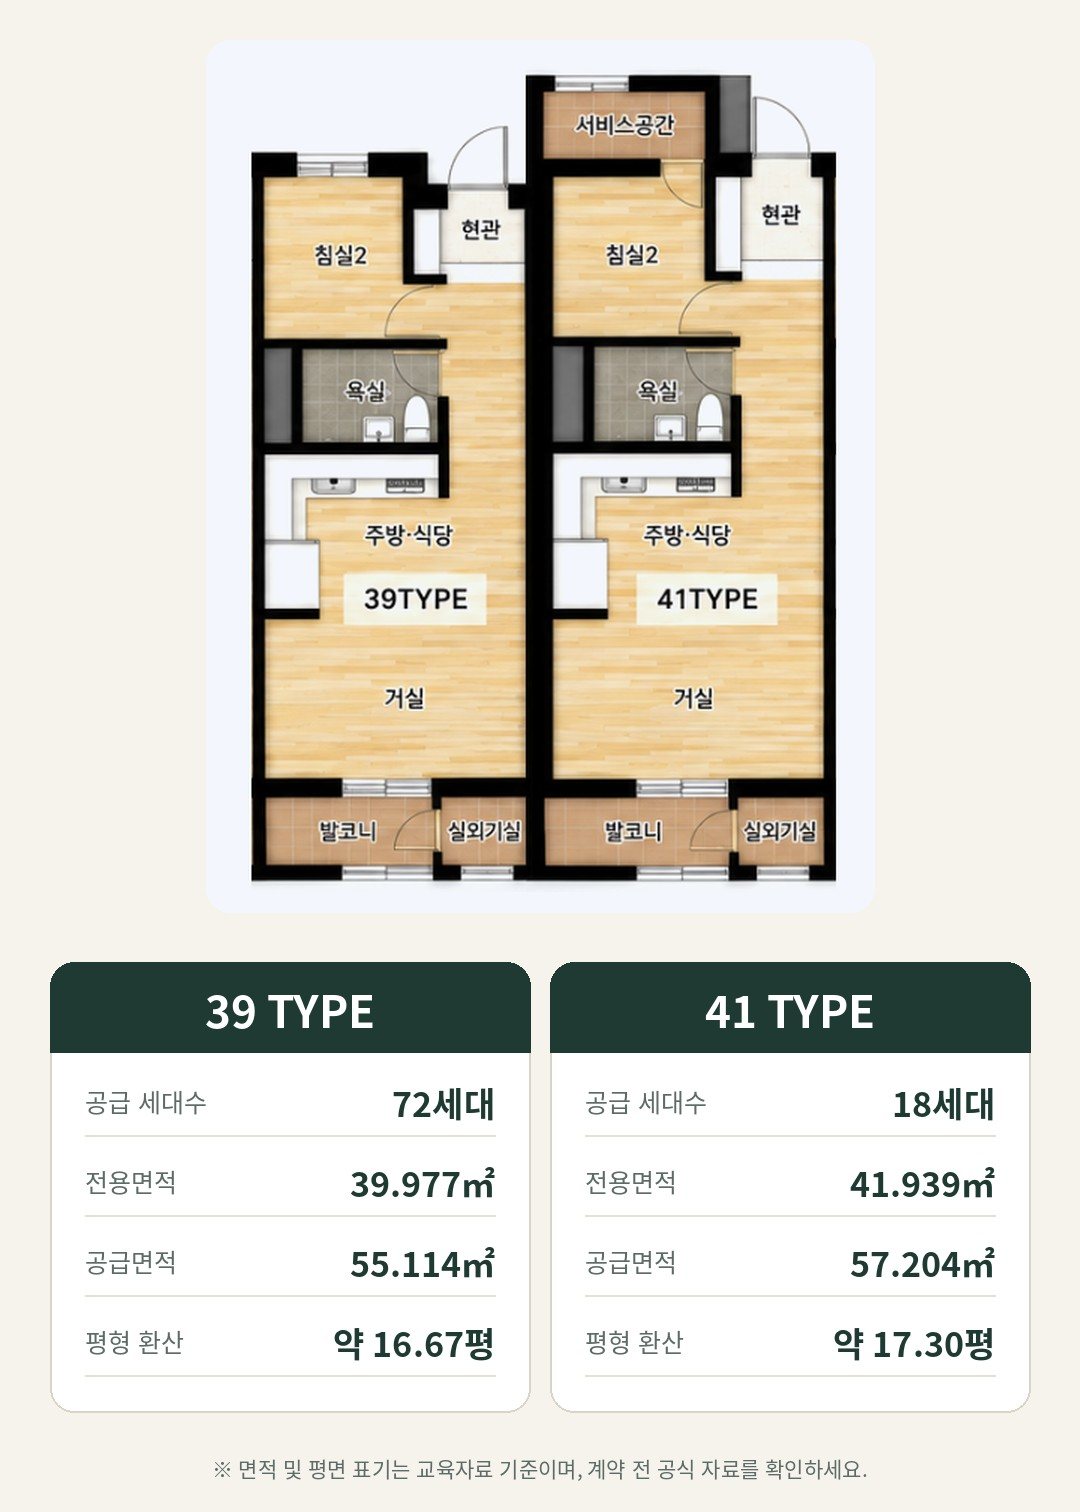 서비스공간
현관
현관
침실2
침실2
욕실
욕실
주방·식당
주방·식당
39TYPE
41TYPE
거실
거실
발코니
실외기실
발코니
실외기실
39 TYPE
공급 세대수 72세대
전용면적 39.977㎡
공급면적 55.114㎡
평형 환산 약 16.67평
41 TYPE
공급 세대수 18세대
전용면적 41.939㎡
공급면적 57.204㎡
평형 환산 약 17.30평
※ 면적 및 평면 표기는 교육자료 기준이며, 계약 전 공식 자료를 확인하세요.